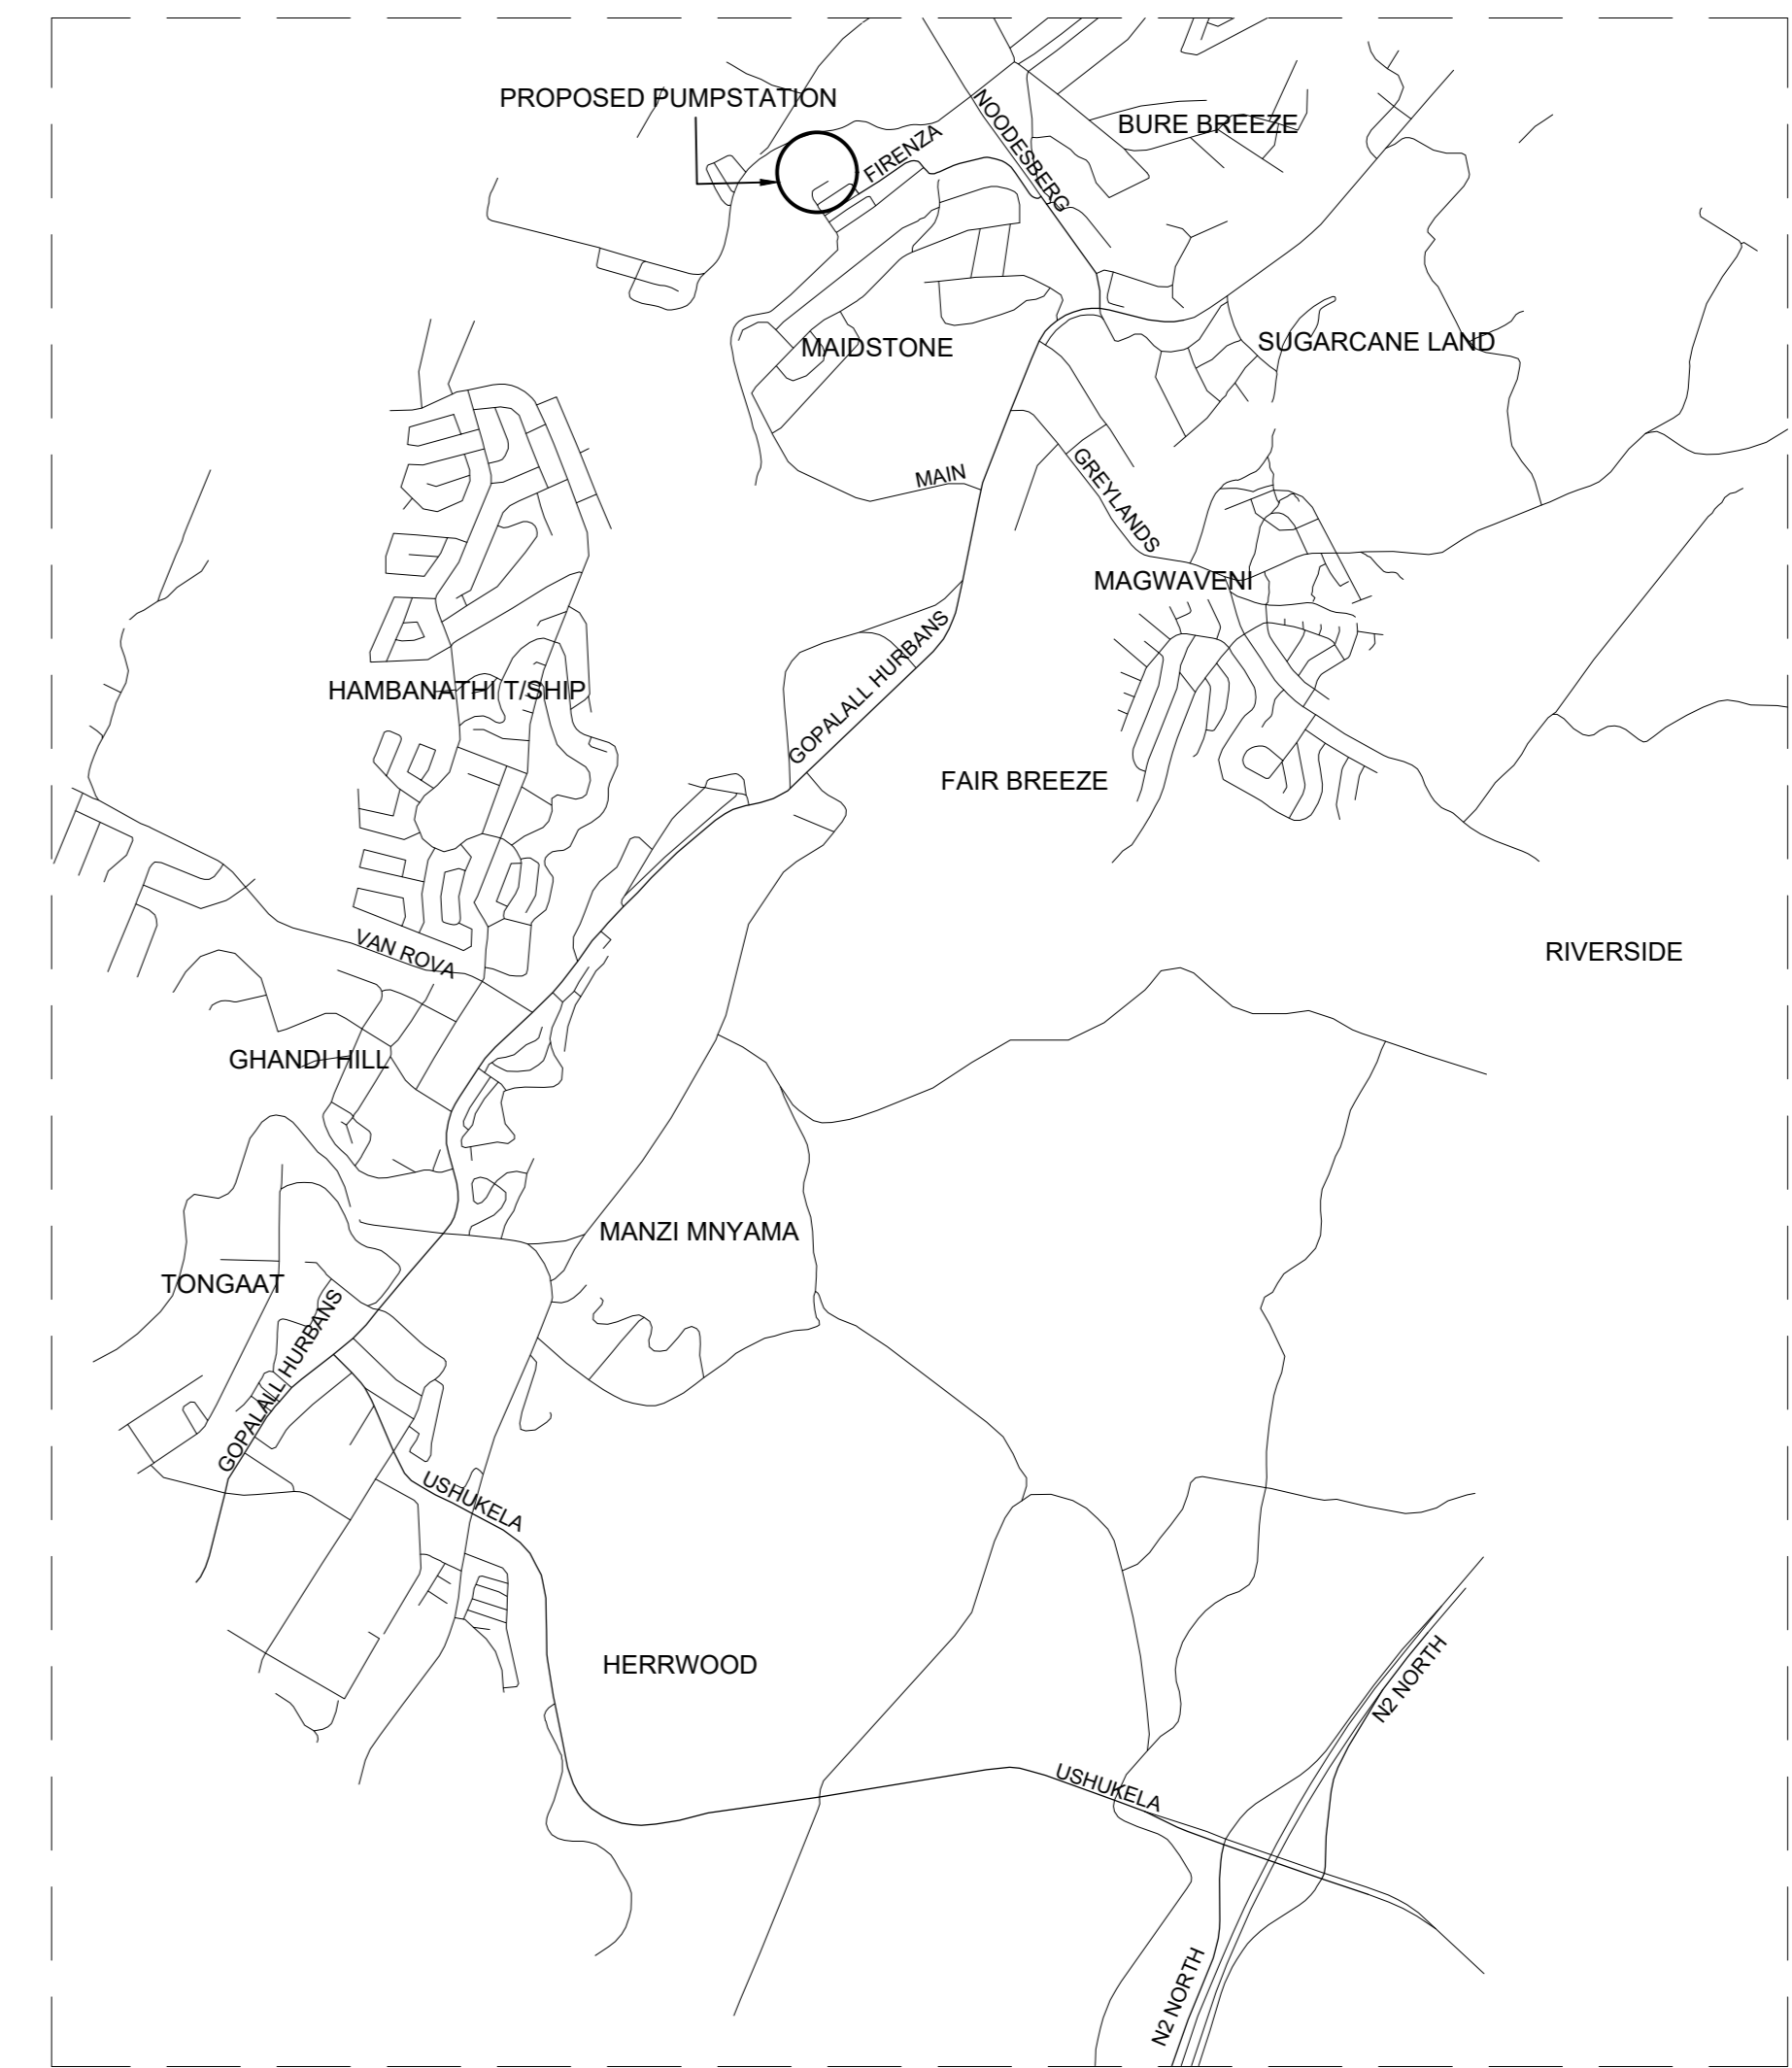 PROPOSED PUMPSTATION
NOODESBERG
BURE BREEZE
FIRENZA
MAIDSTONE
SUGARCANE LAND
MAIN
GREYLANDS
MAGWAVENI
HAMBANATHI T/SHIP
GOPALALL HURBANS
FAIR BREEZE
VAN ROVA
RIVERSIDE
GHANDI HILL
MANZI MNYAMA
TONGAAT
GOPALALL HURBANS
USHUKELA
HERRWOOD
N2 NORTH
USHUKELA
N2 NORTH